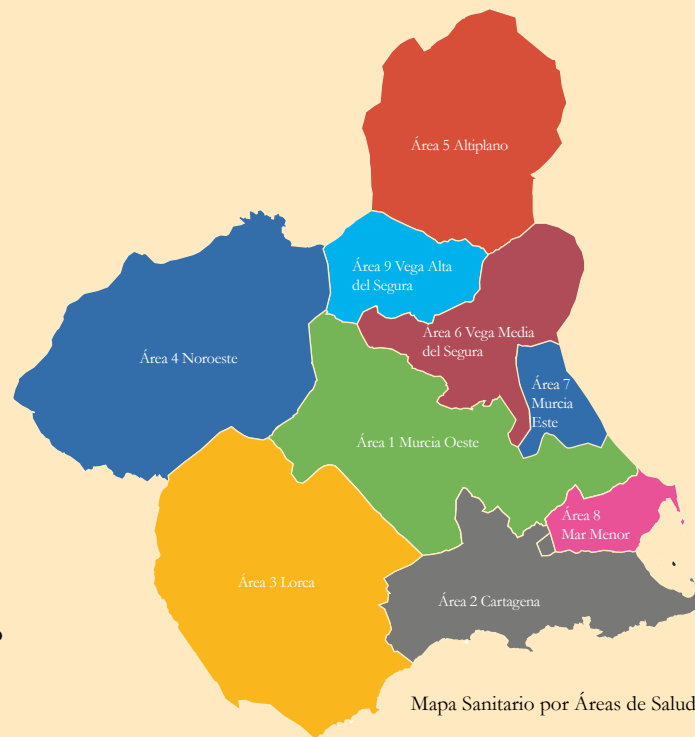 Área 5 Altiplano
Área 9 Vega Alta
del Segura
Área 6 Vega Media
del Segura
Área 4 Noroeste
Área 7
Murcia
Este
Área 1 Murcia Oeste
Área 8
Mar Menor
Área 3 Lorca
Área 2 Cartagena
Mapa Sanitario por Áreas de Salud